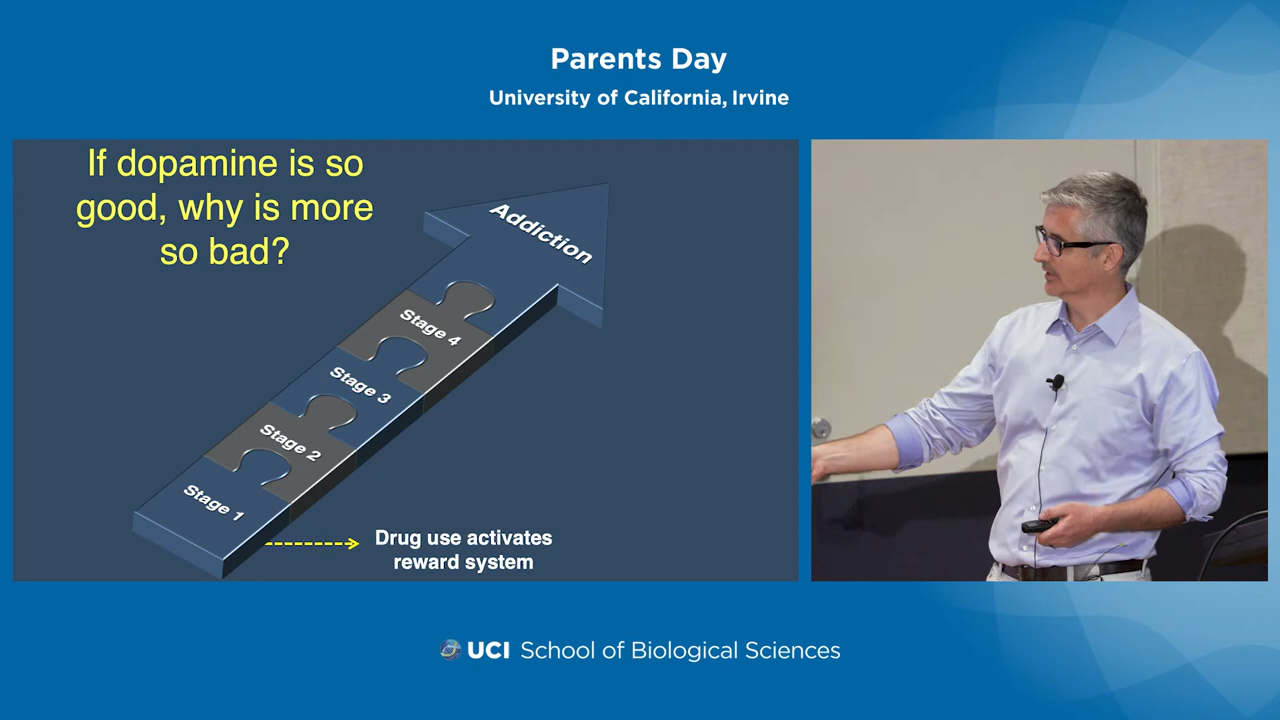 Parents Day
University of California, Irvine
If dopamine is so
good, why is more
so bad?
Addiction
Stage 4
Stage 3
Stage 2
Stage 1
Drug use activates
reward system
UCI School of Biological Sciences